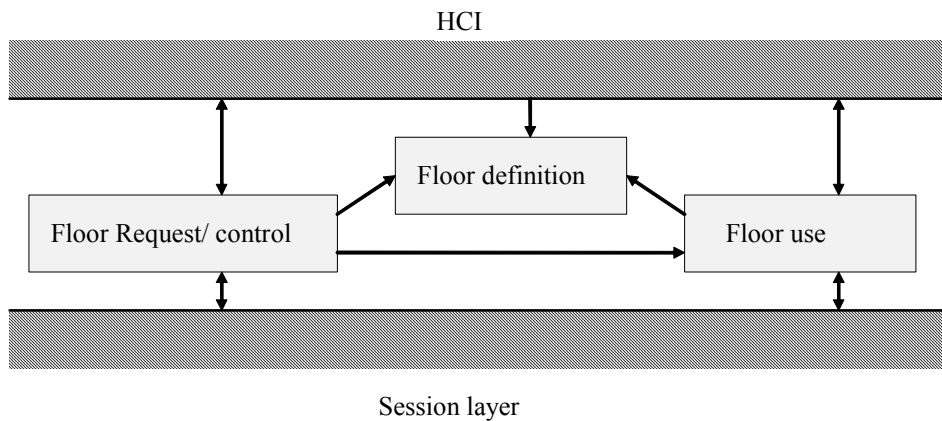 HCI
Floor definition
Floor Request/ control
Floor use
Session layer